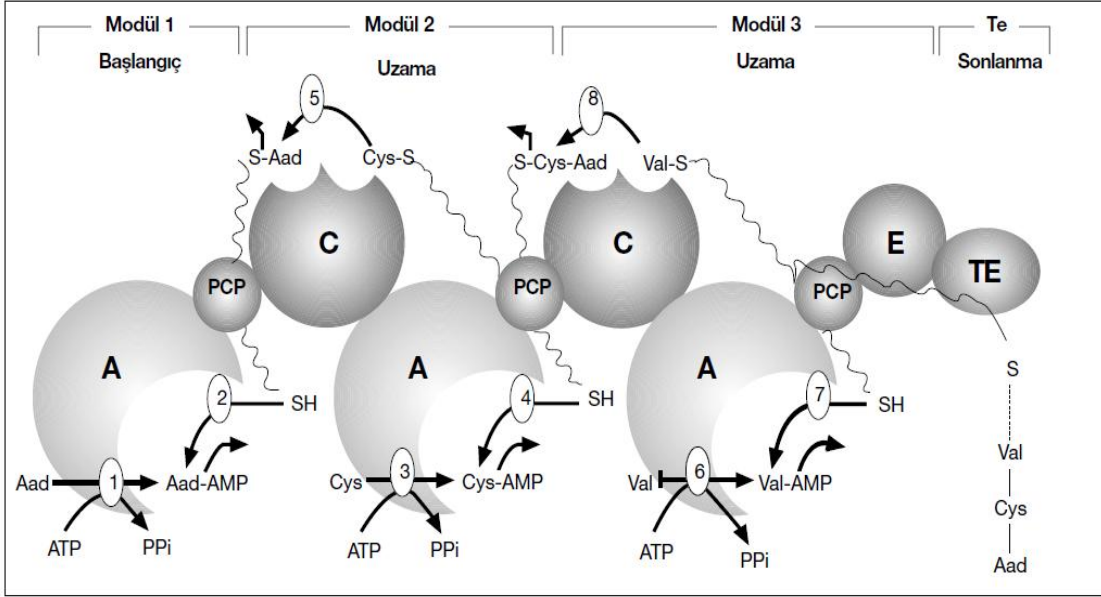 Modül 1
Modül 2
Modül 3
Te
Başlangıç
Uzama
Uzama
Sonlanma
5
8
S-Aad
Cys-S
S-Cys-Aad
Val-S
C
C
E
TE
PCP
PCP
PCP
A
A
A
S
2
SH
4
SH
7
SH
Val
Aad
1
Aad-AMP
Cys
3
Cys-AMP
Val
6
Val-AMP
Cys
ATP
PPi
ATP
PPi
ATP
PPi
Aad